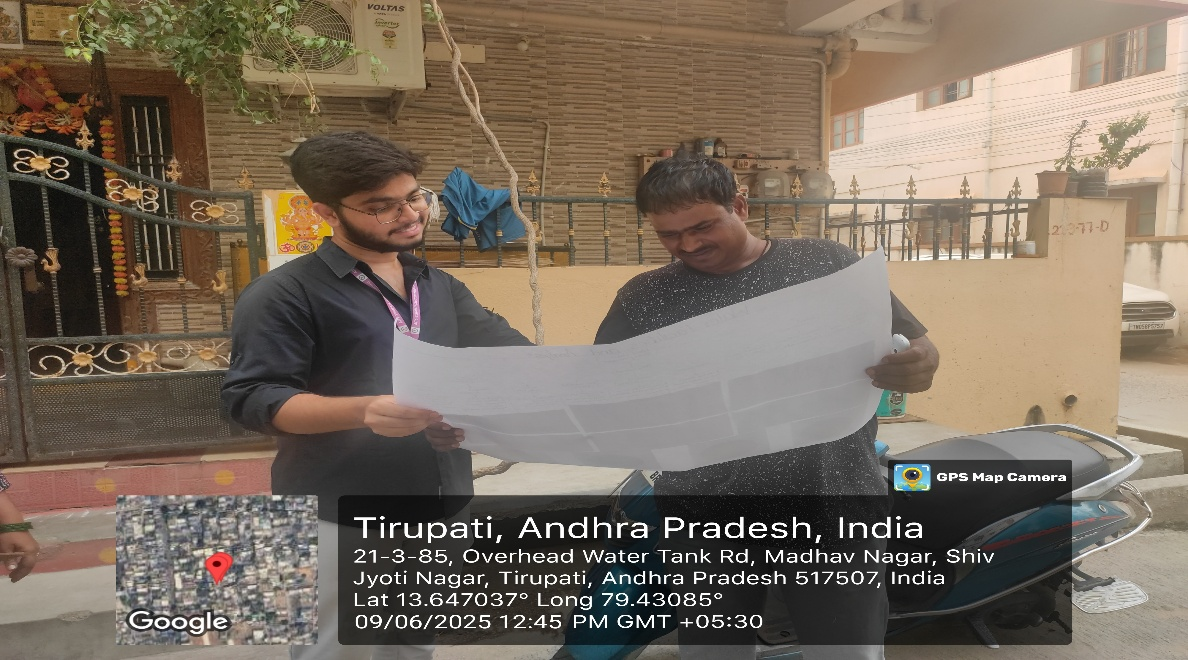 VOLTAS
GPS Map Camera
Tirupati, Andhra Pradesh, India
21-3-85, Overhead Water Tank Rd, Madhav Nagar, Shiv
Jyoti Nagar, Tirupati, Andhra Pradesh 517507, India
Lat 13.647037° Long 79.43085°
09/06/2025 12:45 PM GMT +05:30
Google